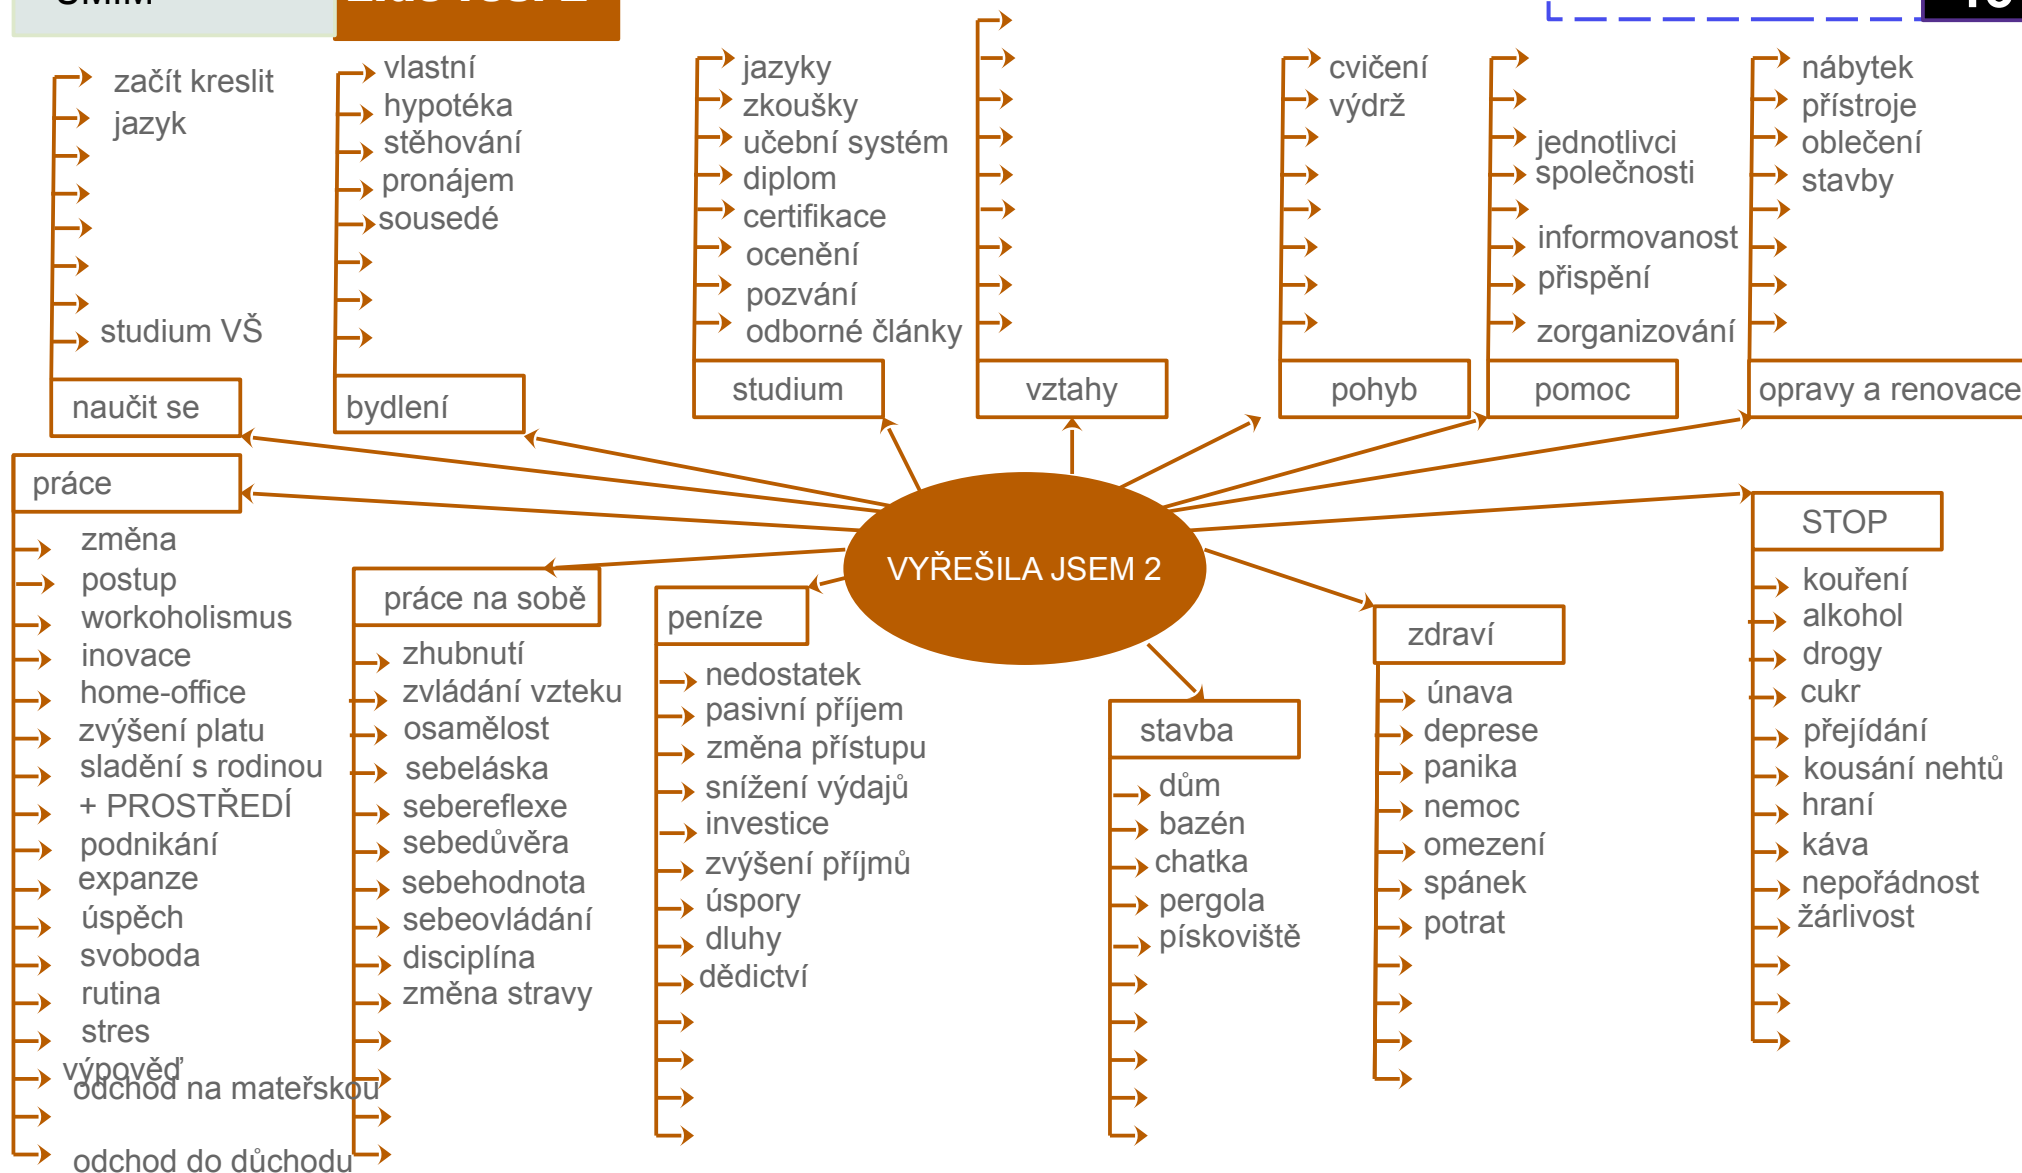 začít kreslit
jazyk
studium VŠ
naučit se
vlastní
hypotéka
stěhování
pronájem
sousedé
bydlení
jazyky
zkoušky
učební systém
diplom
certifikace
ocenění
pozvání
odborné články
studium
vztahy
cvičení
výdrž
pohyb
jednotlivci
společnosti
informovanost
přispění
zorganizování
pomoc
nábytek
přístroje
oblečení
stavby
opravy a renovace
VYŘEŠILA JSEM 2
práce
změna
postup
workoholismus
inovace
home-office
zvýšení platu
sladění s rodinou
+ PROSTŘEDÍ
podnikání
expanze
úspěch
svoboda
rutina
stres
výpověď
odchod na mateřskou
odchod do důchodu
práce na sobě
zhubnutí
zvládání vzteku
osamělost
sebeláska
sebereflexe
sebedůvěra
sebehodnota
sebeovládání
disciplína
změna stravy
peníze
nedostatek
pasivní příjem
změna přístupu
snížení výdajů
investice
zvýšení příjmů
úspory
dluhy
dědictví
stavba
dům
bazén
chatka
pergola
pískoviště
zdraví
únava
deprese
panika
nemoc
omezení
spánek
potrat
STOP
kouření
alkohol
drogy
cukr
přejídání
kousání nehtů
hraní
káva
nepořádnost
žárlivost